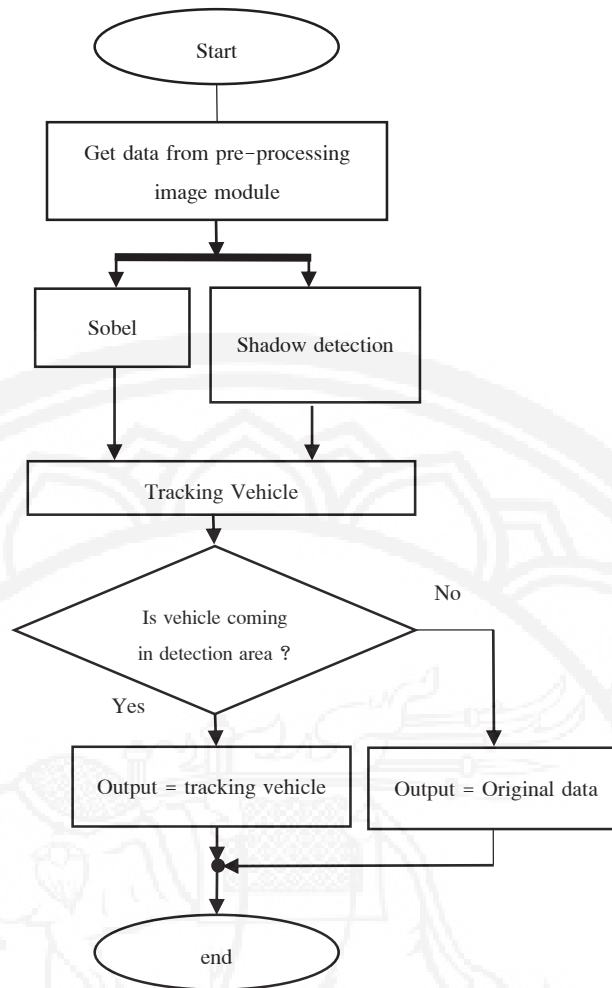 Start
Get data from pre-processing
image module
Sobel
Shadow detection
Tracking Vehicle
Is vehicle coming
in detection area ?
No
Yes
Output = tracking vehicle
Output = Original data
end